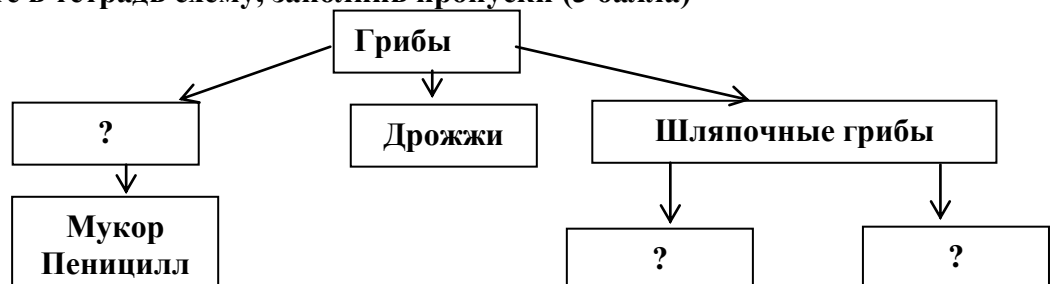 в тетрадь схему, заполнив пропуски (3 балла)
Грибы
?
Дрожжи
Шляпочные грибы
Мукор
Пеницилл
?
?